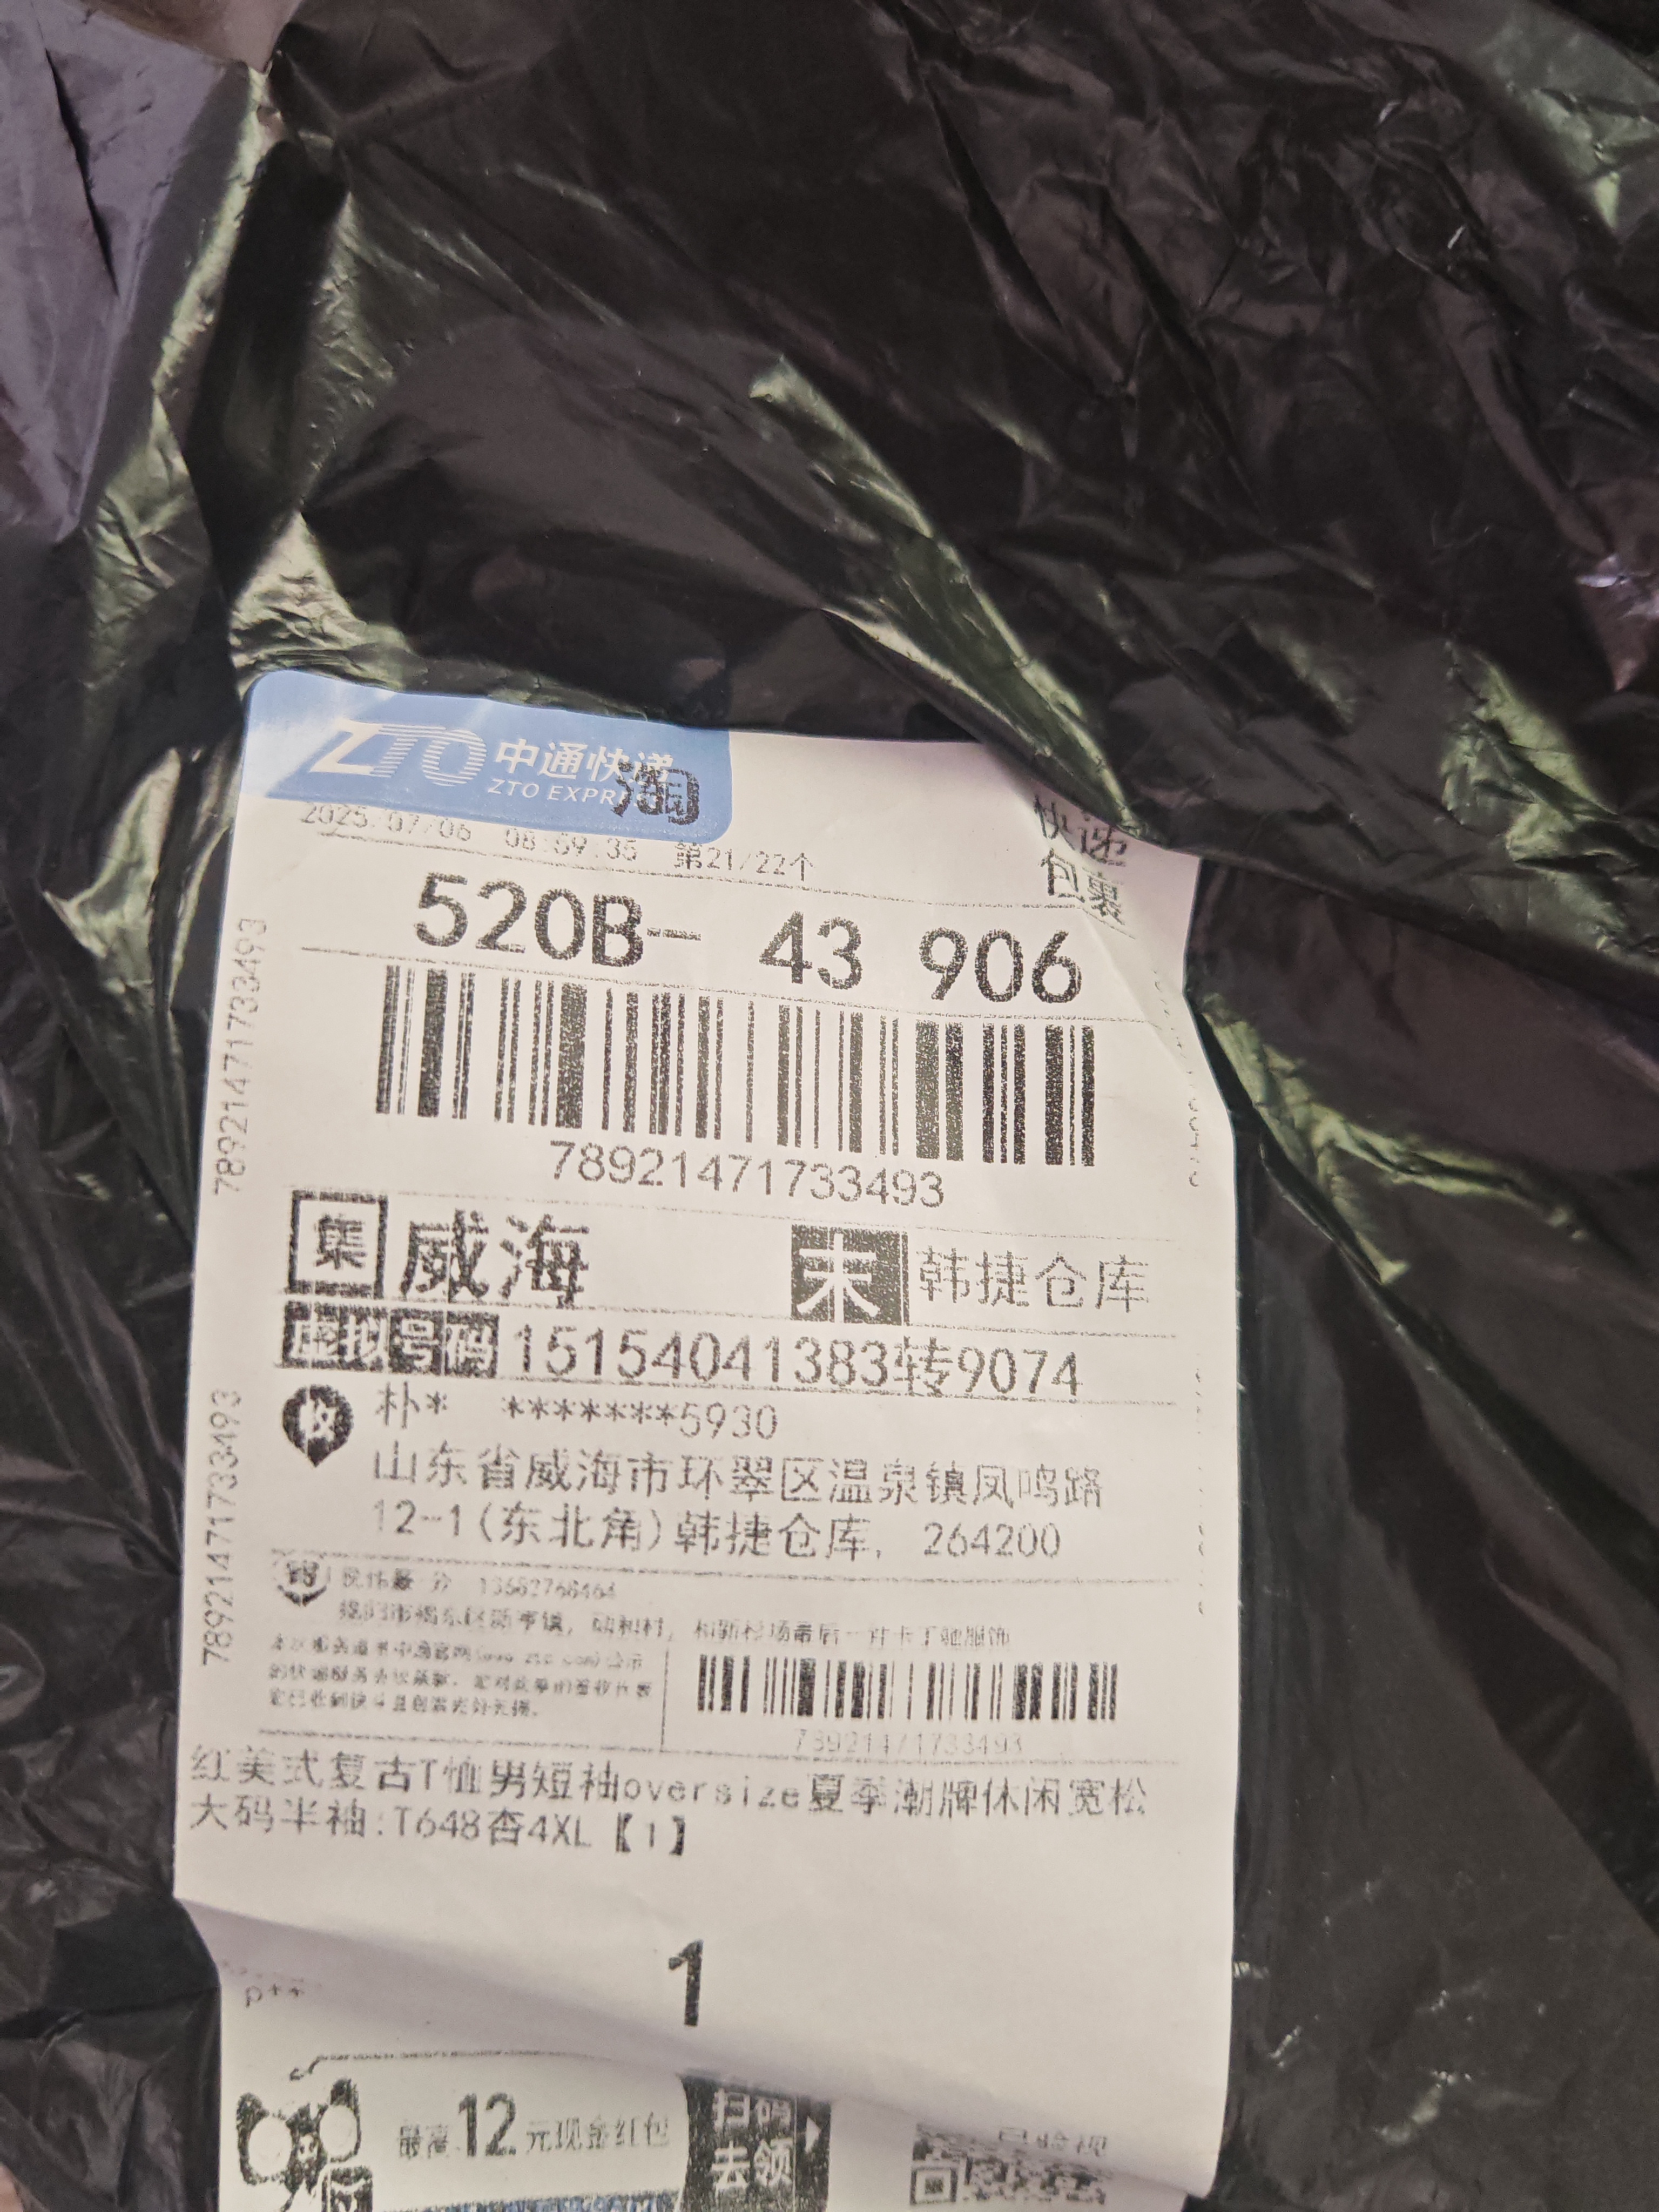 ZTO 中通快递
ZTO EXPR
淘
2025/07/06 08:59:35 第21/22个
快递
包裹
520B- 43 906
78921471733493
78921471733493
集 威海 末 韩捷仓库
虚拟号码 15154041383转9074
收 朴* *******5930
山东省威海市环翠区温泉镇凤鸣路
12-1(东北角)韩捷仓库, 264200
78921471733493
13682768464
78921471733493
红美式复古T恤男短袖oversize夏季潮牌休闲宽松
大码半袖:T648杏4XL【1】
1
P++
最高12元现金红包
扫码
去领